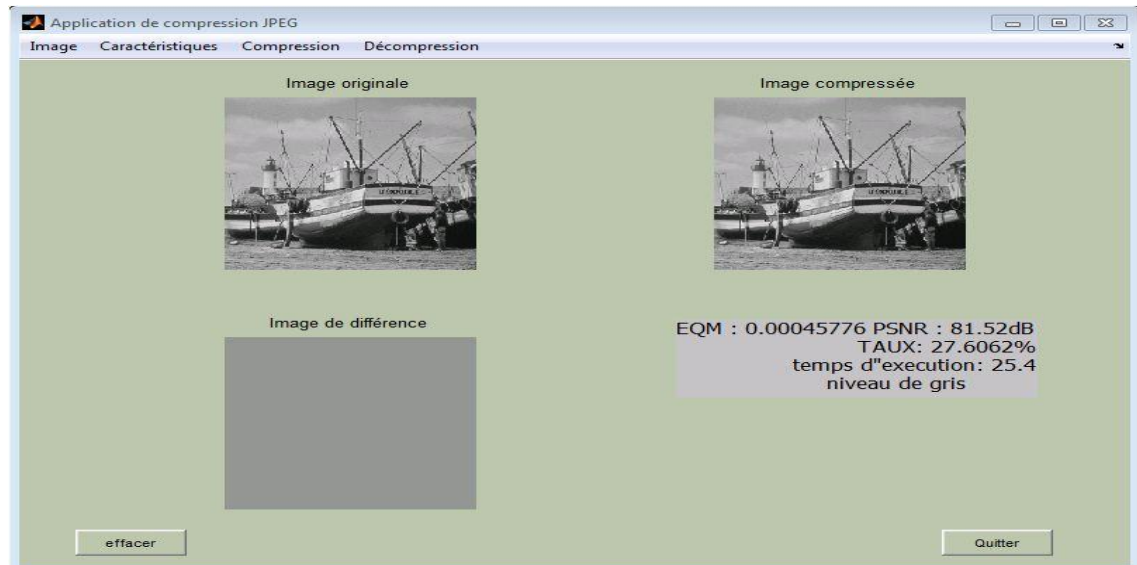 Application de compression JPEG
Image Caractéristiques Compression Décompression
Image originale
Image compressée
Image de différence
EQM : 0.00045776 PSNR : 81.52dB
TAUX: 27.6062%
temps d"execution: 25.4
niveau de gris
effacer
Quitter